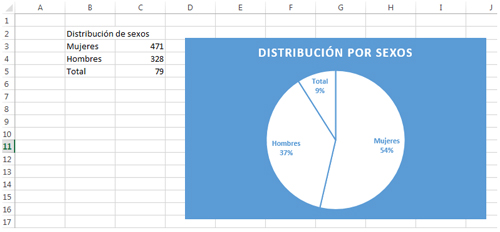 A B C D E F G H I J
1
2 Distribución de sexos
3 Mujeres 471
4 Hombres 328
5 Total 79
6
7
8
9
10
11
12
13
14
15
16
17
DISTRIBUCIÓN POR SEXOS
Total
9%
Hombres
37%
Mujeres
54%